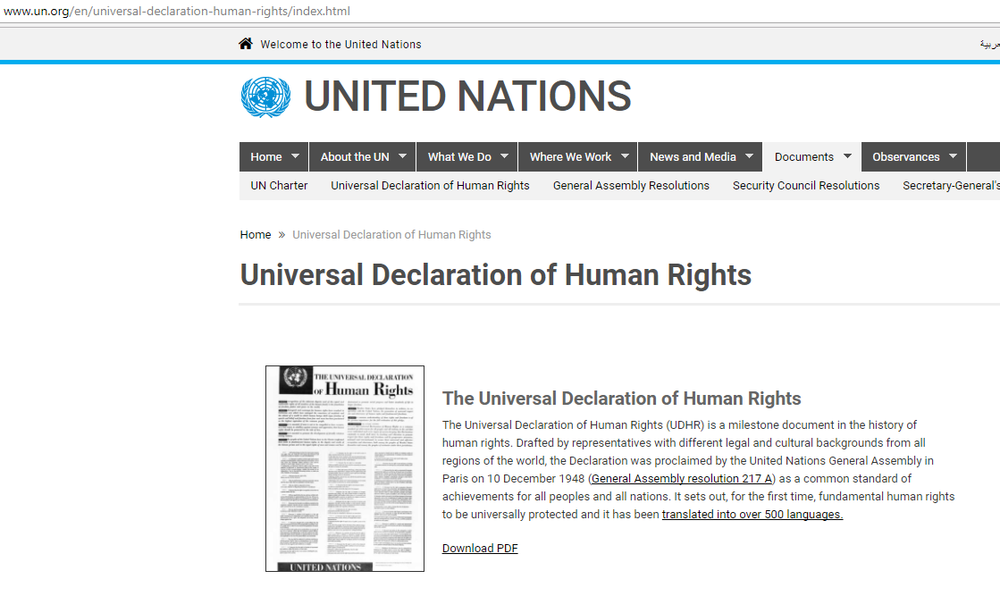 www.un.org/en/universal-declaration-human-rights/index.html
Welcome to the United Nations
UNITED NATIONS
Home About the UN What We Do Where We Work News and Media Documents Observances
UN Charter Universal Declaration of Human Rights General Assembly Resolutions Security Council Resolutions Secretary-General's
Home » Universal Declaration of Human Rights
Universal Declaration of Human Rights
THE UNIVERSAL DECLARATION
OF Human Rights
UNITED NATIONS
The Universal Declaration of Human Rights
The Universal Declaration of Human Rights (UDHR) is a milestone document in the history of
human rights. Drafted by representatives with different legal and cultural backgrounds from all
regions of the world, the Declaration was proclaimed by the United Nations General Assembly in
Paris on 10 December 1948 (General Assembly resolution 217 A) as a common standard of
achievements for all peoples and all nations. It sets out, for the first time, fundamental human rights
to be universally protected and it has been translated into over 500 languages.
Download PDF